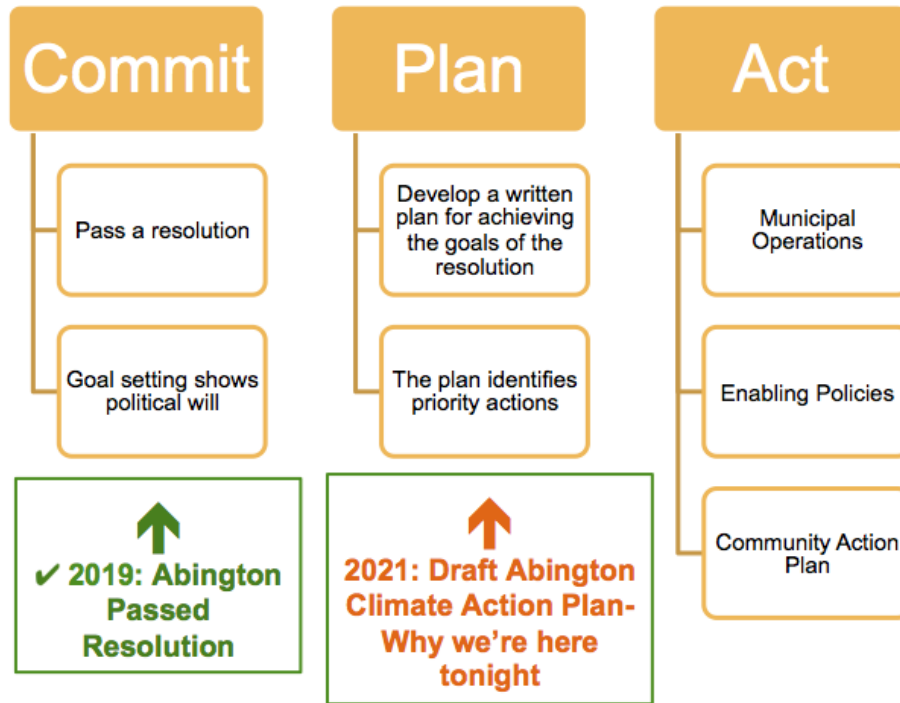 Commit
Pass a resolution
Goal setting shows
political will
✔ 2019: Abington
Passed
Resolution
Plan
Develop a written
plan for achieving
the goals of the
resolution
The plan identifies
priority actions
2021: Draft Abington
Climate Action Plan-
Why we’re here
tonight
Act
Municipal
Operations
Enabling Policies
Community Action
Plan